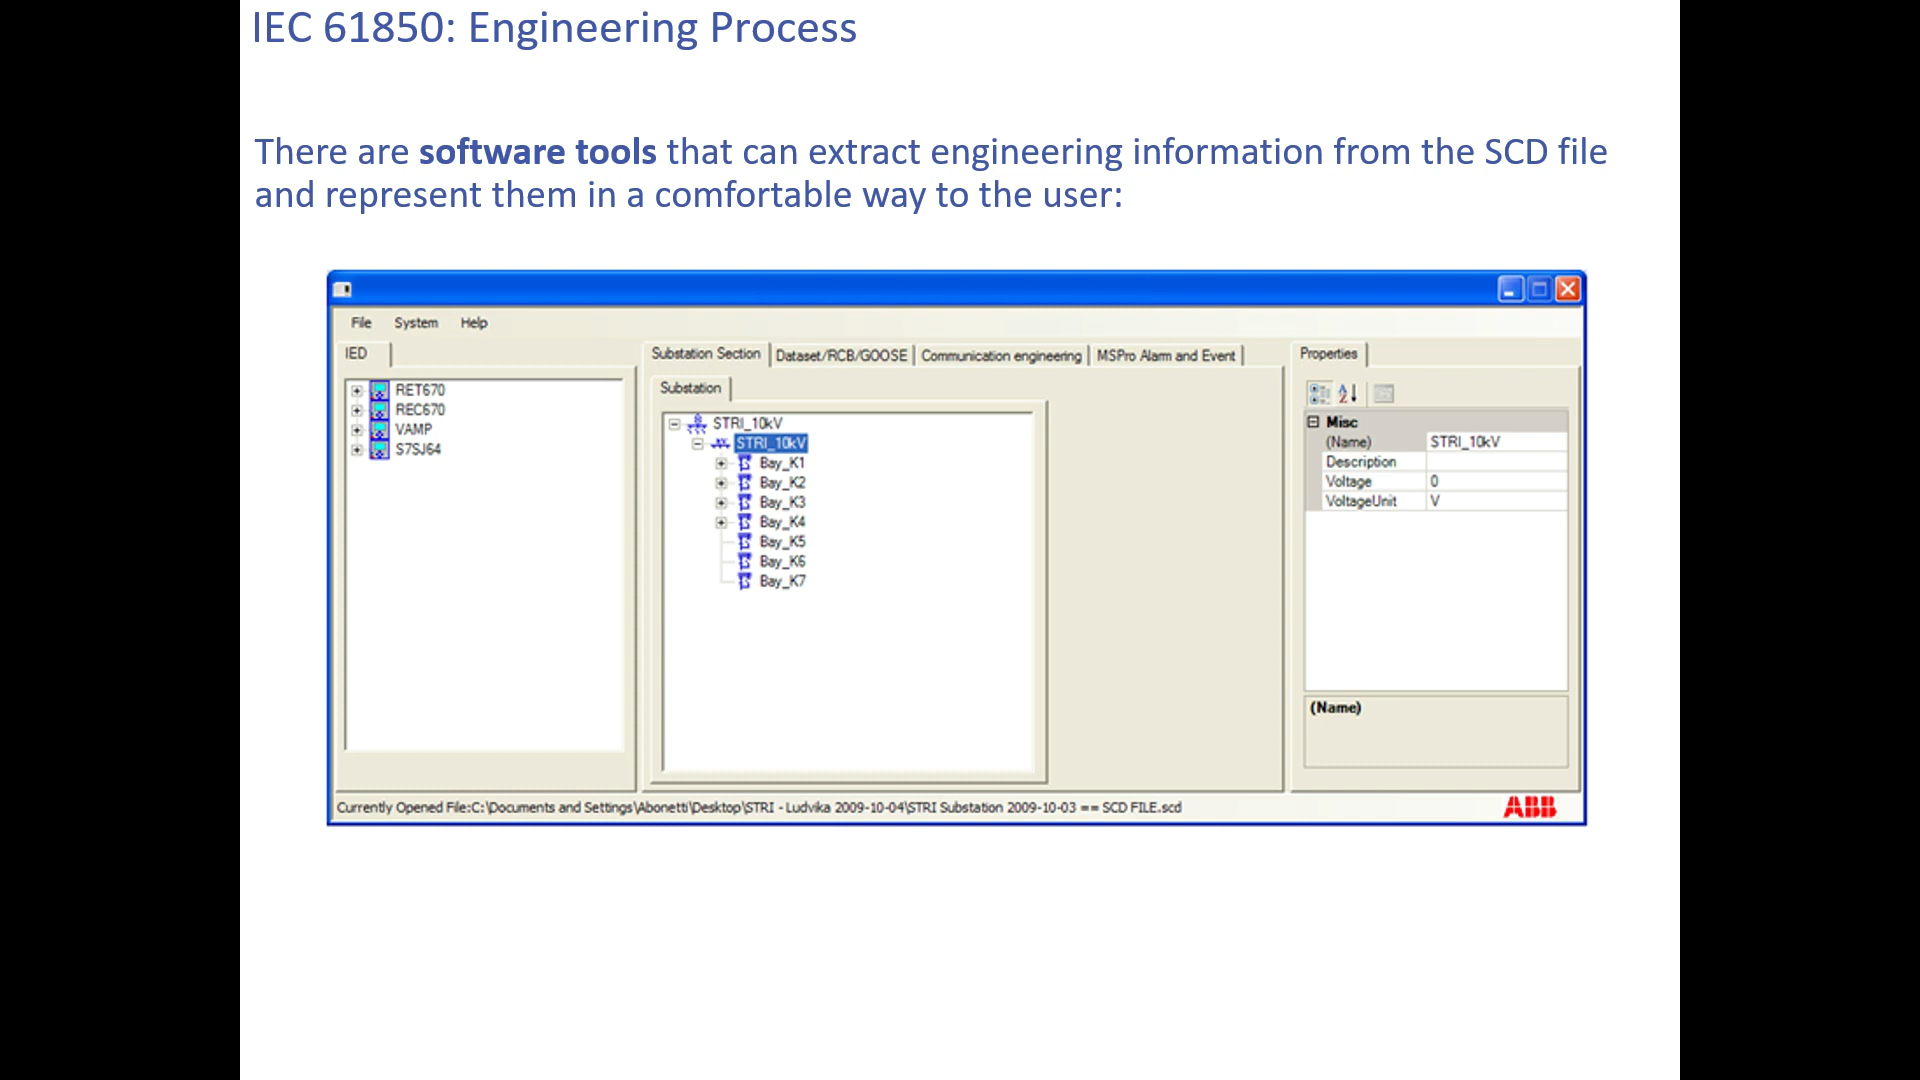 IEC 61850: Engineering Process
There are software tools that can extract engineering information from the SCD file
and represent them in a comfortable way to the user:
File System Help
IED
Substation Section Dataset/RCB/GOOSE Communication engineering MSPro Alarm and Event
Properties
RET670
REC670
VAMP
S7SJ64
Substation
STRI_10kV
STRI_10kV
Bay_K1
Bay_K2
Bay_K3
Bay_K4
Bay_K5
Bay_K6
Bay_K7
Misc
(Name) STRI_10kV
Description
Voltage 0
VoltageUnit V
(Name)
Currently Opened File:C:\Documents and Settings\Abonetti\Desktop\STRI - Ludvika 2009-10-04\STRI Substation 2009-10-03 == SCD FILE.scd
ABB